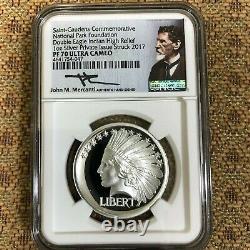 Saint-Gaudens Commemorative
National Park Foundation
Double Eagle Indian High Relief
1oz Silver Private Issue Struck 2017
PF 70 ULTRA CAMEO
John M. Mercanti
LIBERTY
NGC